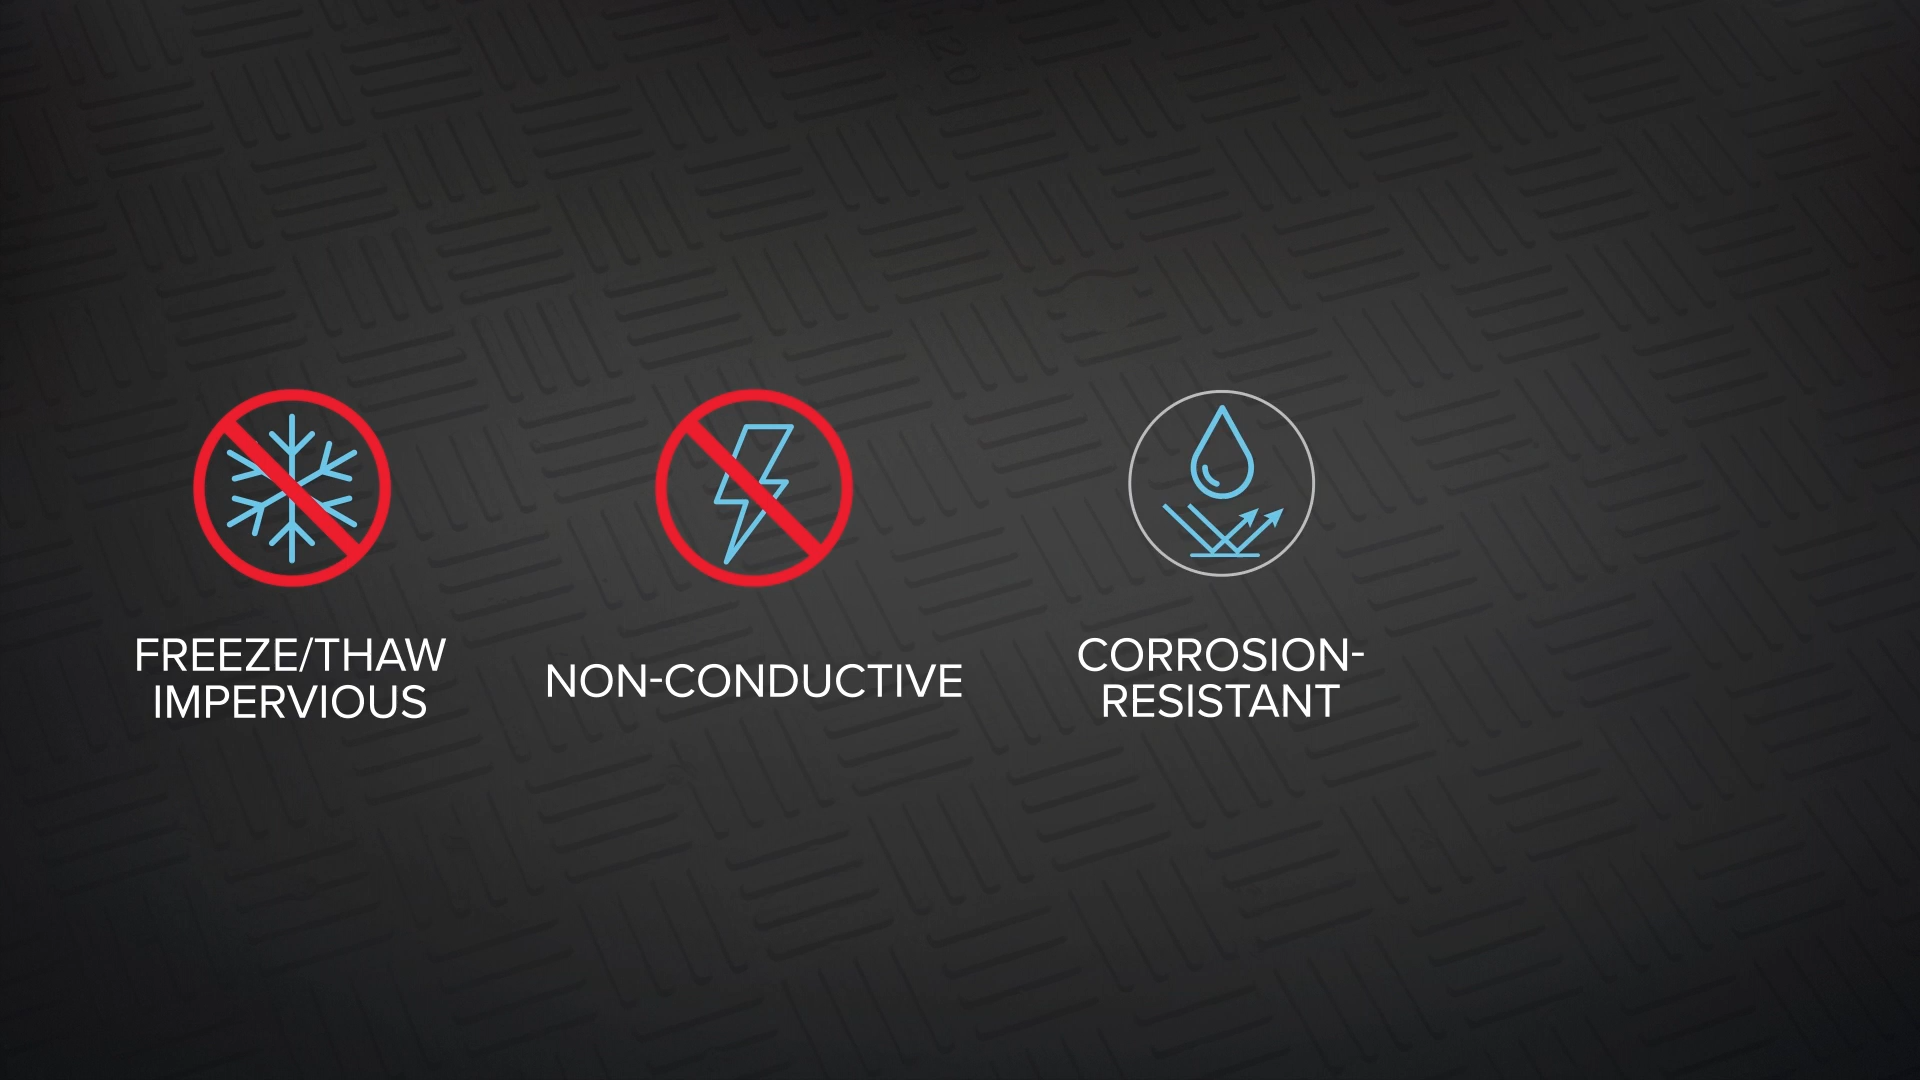 FREEZE/THAW
IMPERVIOUS
NON-CONDUCTIVE
CORROSION-
RESISTANT